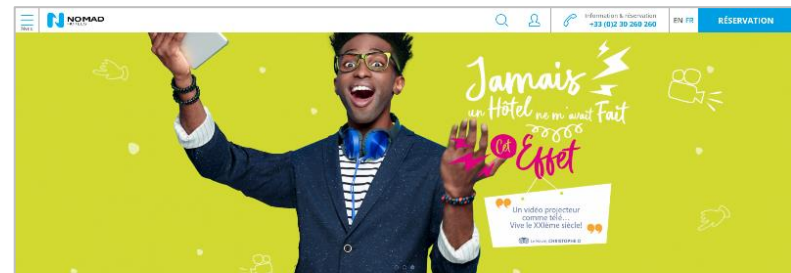 Menu
NOMAD
HOTELS
Information & réservation
+33 (0)2 30 260 260
EN FR
RÉSERVATION
Jamais
un Hôtel ne m'avait Fait
Cet Effet
Un vidéo projecteur
comme télé...
Vive le XXIème siècle!
CHRISTOPHE D